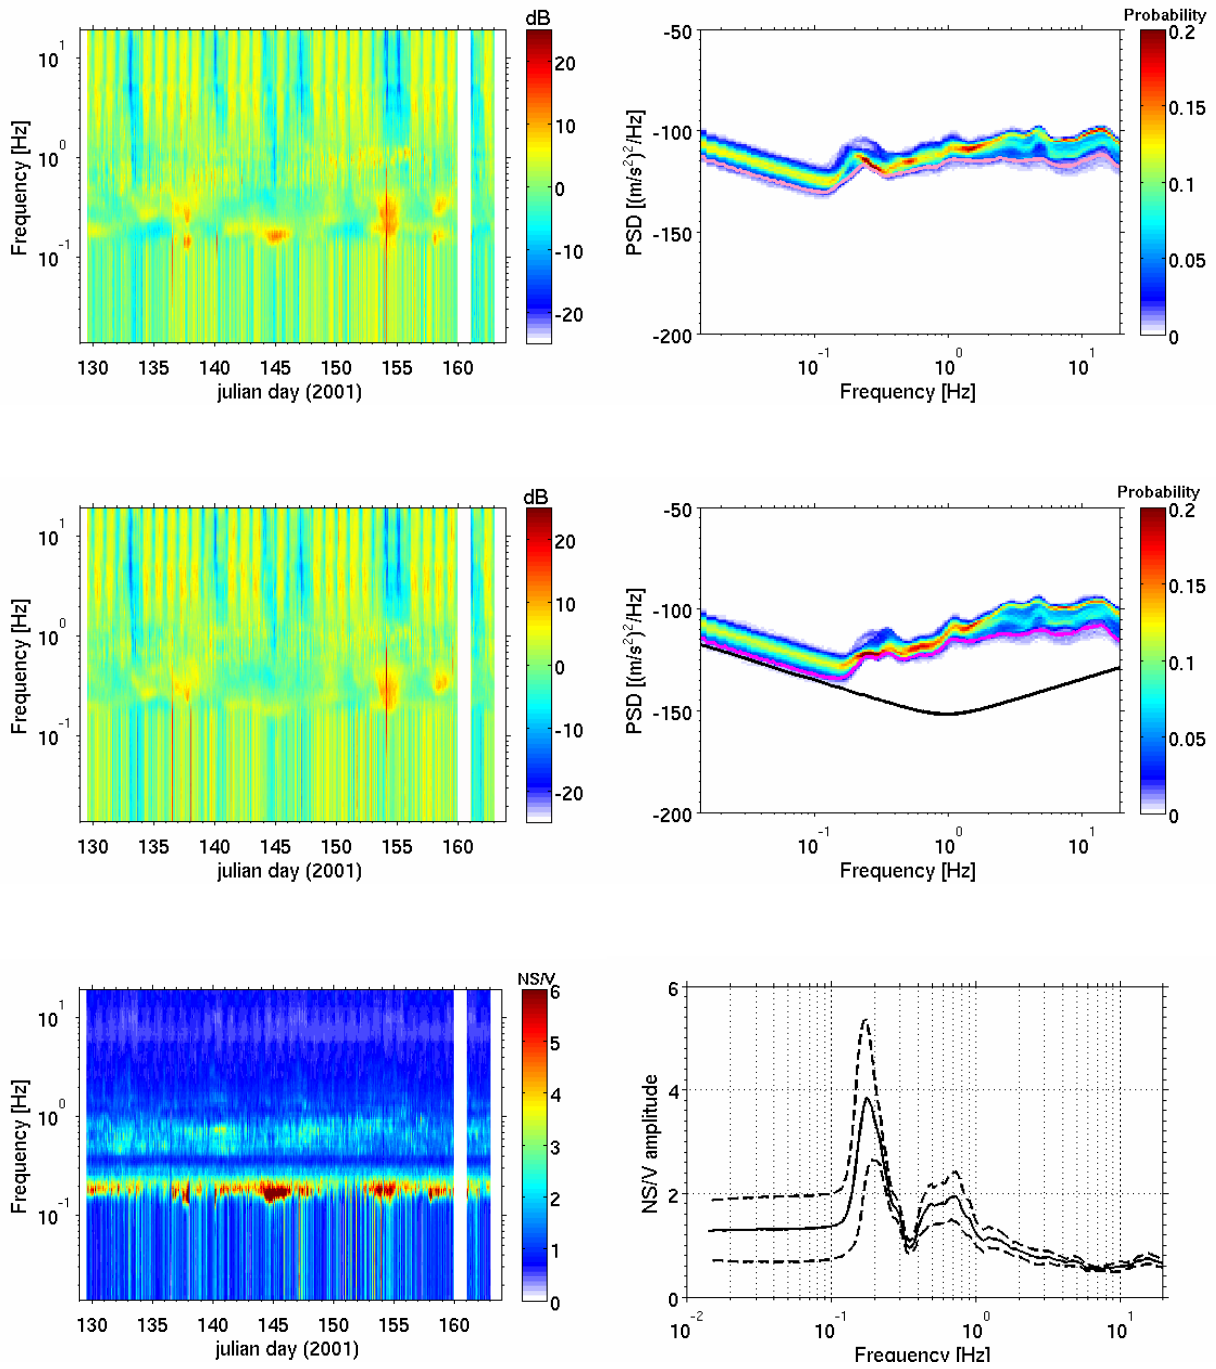 dB
Frequency [Hz]
10^1
10^0
10^-1
20
10
0
-10
-20
130 135 140 145 150 155 160
julian day (2001)
Probability
PSD [(m/s^2)^2/Hz]
-50
-100
-150
-200
0.2
0.15
0.1
0.05
0
10^-1 10^0 10^1
Frequency [Hz]
dB
Frequency [Hz]
10^1
10^0
10^-1
20
10
0
-10
-20
130 135 140 145 150 155 160
julian day (2001)
Probability
PSD [(m/s^2)^2/Hz]
-50
-100
-150
-200
0.2
0.15
0.1
0.05
0
10^-1 10^0 10^1
Frequency [Hz]
NS/V
Frequency [Hz]
10^1
10^0
10^-1
6
5
4
3
2
1
0
130 135 140 145 150 155 160
julian day (2001)
NS/V amplitude
6
4
2
0
10^-2 10^-1 10^0 10^1
Frequency [Hz]